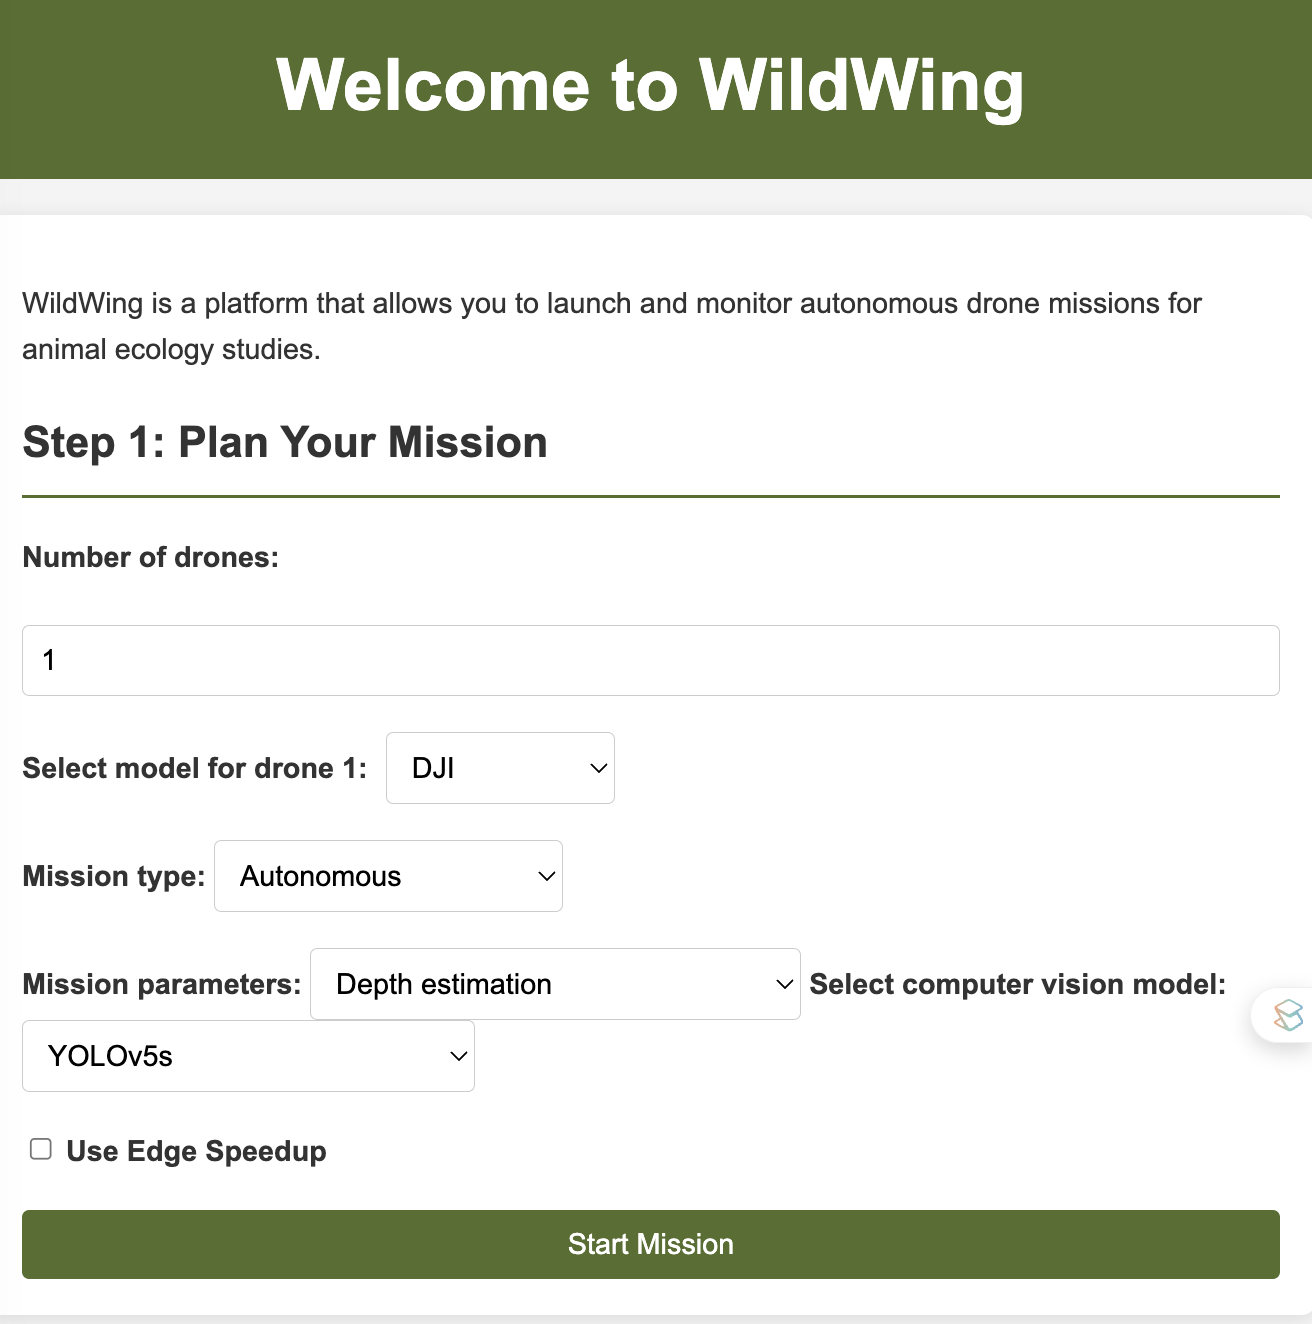 Welcome to WildWing
WildWing is a platform that allows you to launch and monitor autonomous drone missions for
animal ecology studies.
Step 1: Plan Your Mission
Number of drones:
1
Select model for drone 1: DJI
Mission type: Autonomous
Mission parameters: Depth estimation Select computer vision model:
YOLOv5s
Use Edge Speedup
Start Mission